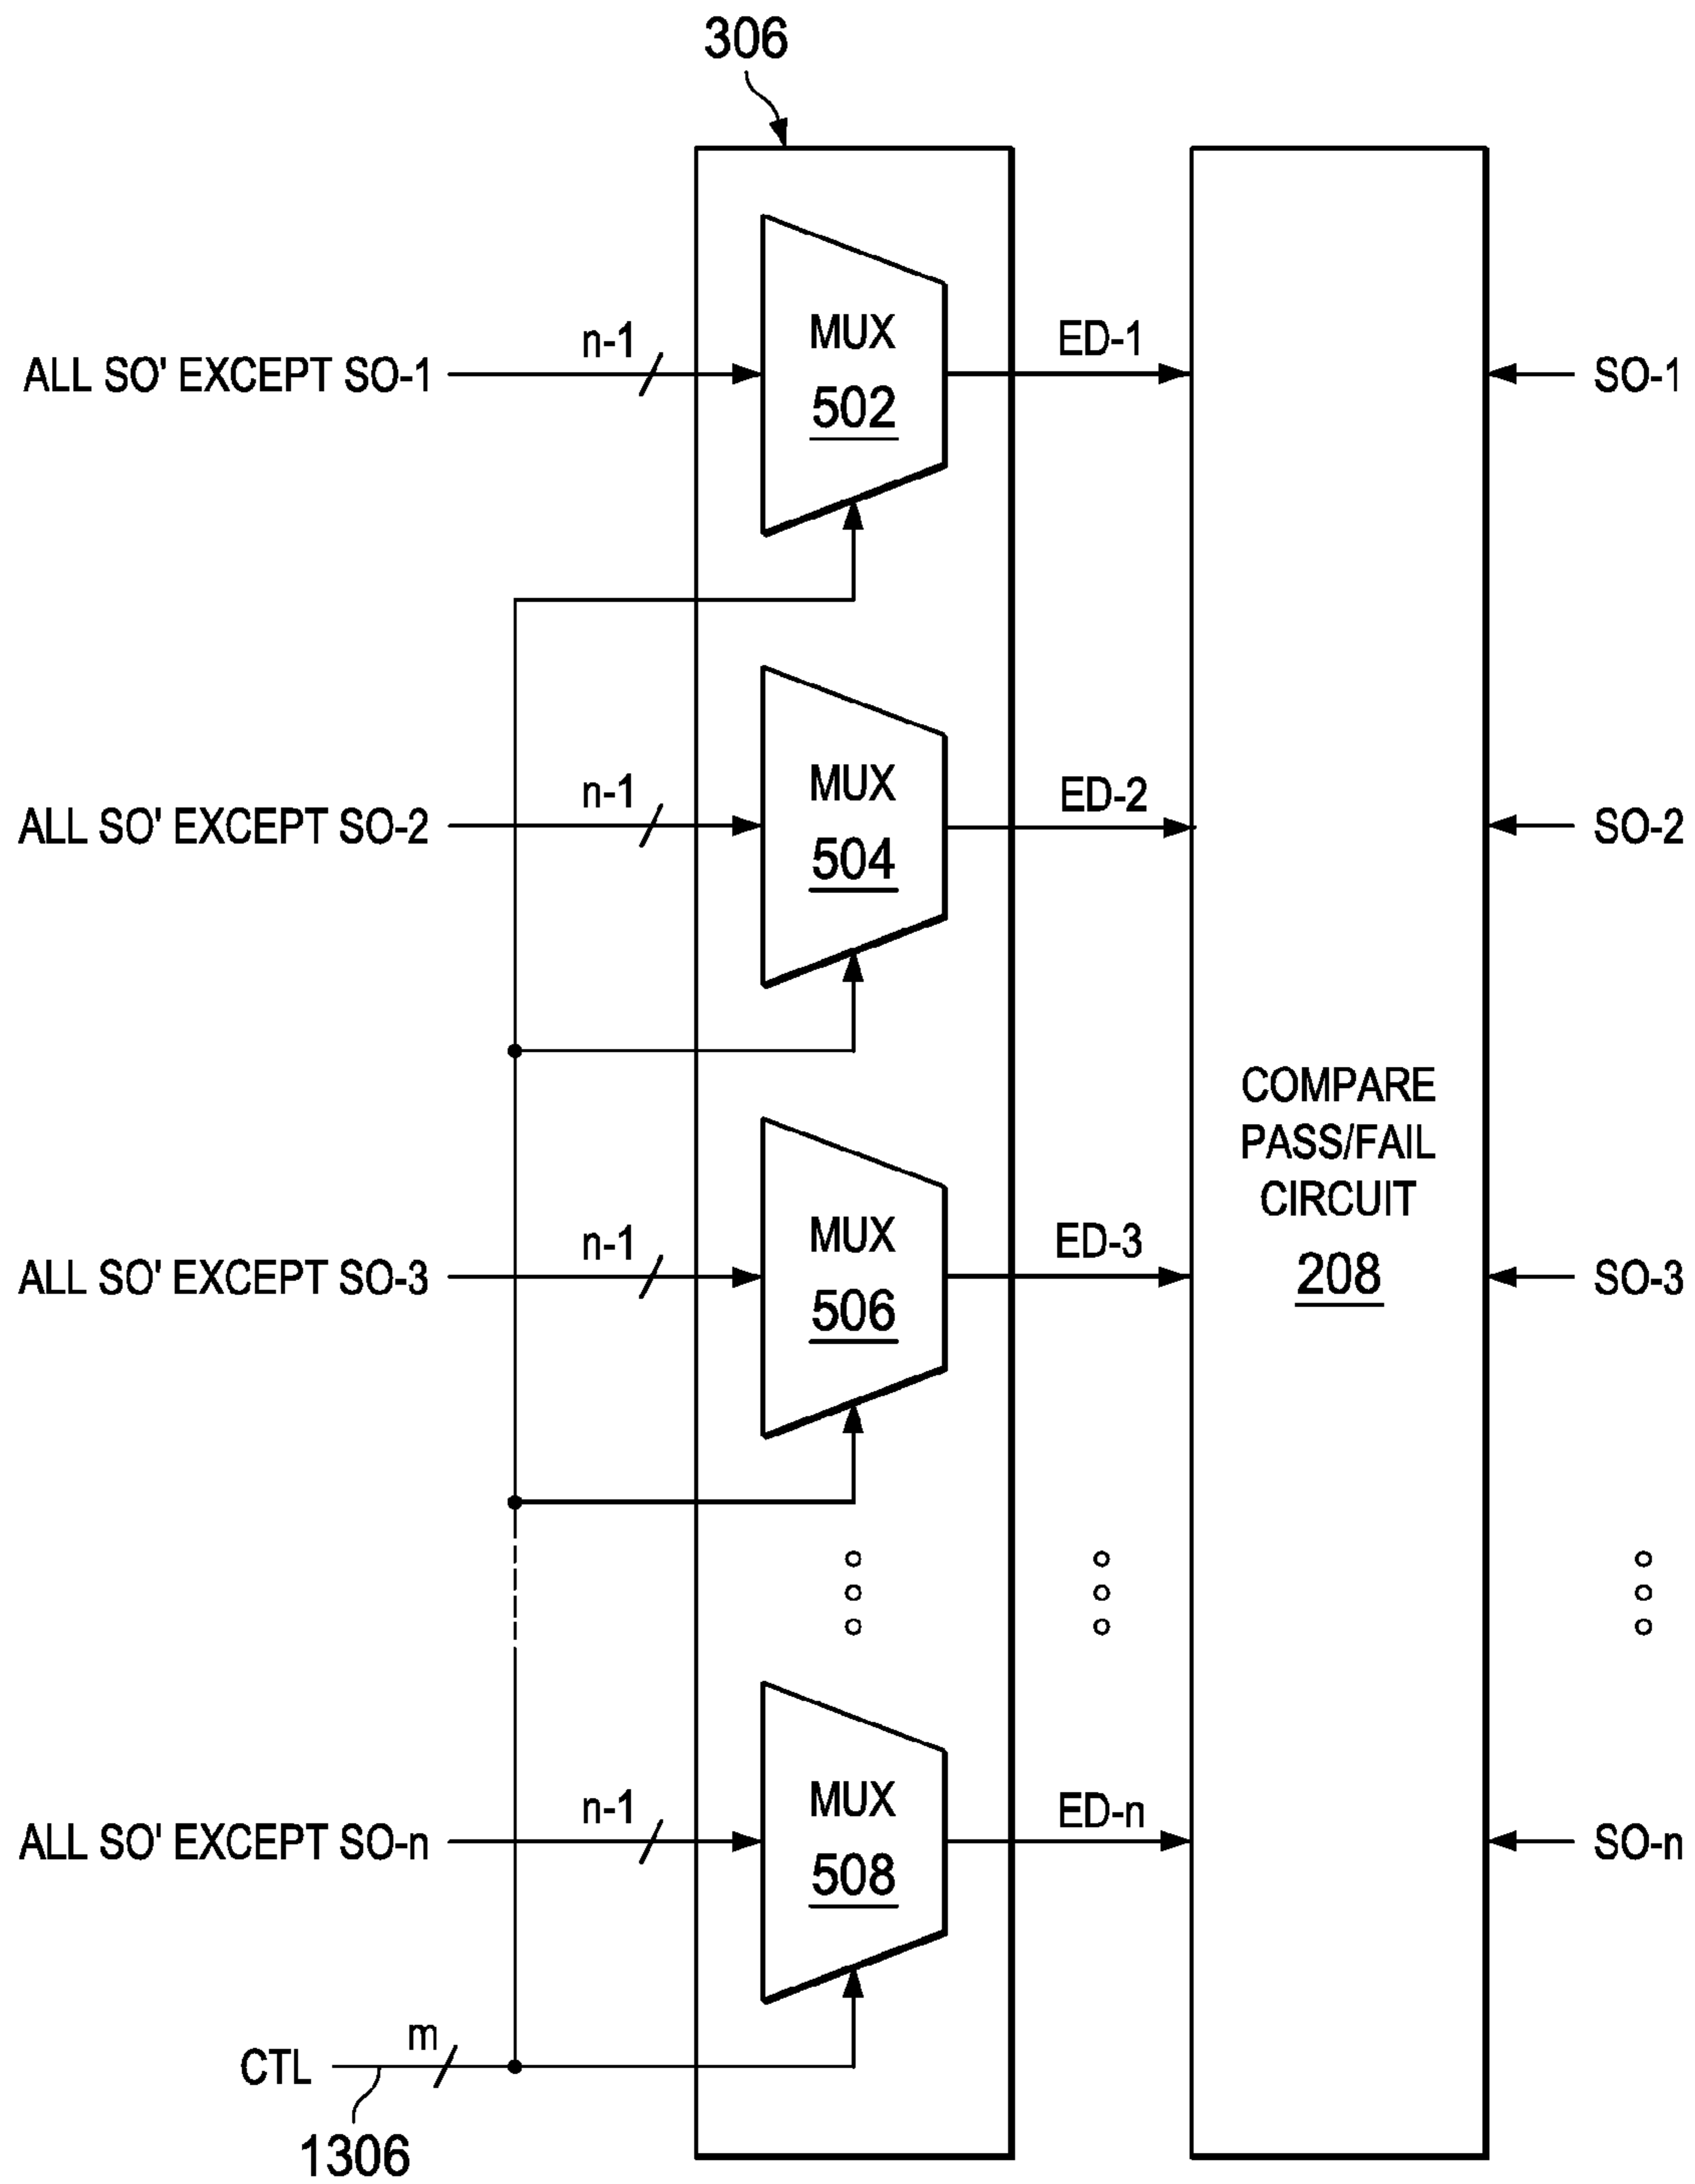 306
MUX
502
n-1
ED-1
ALL SO' EXCEPT SO-1
SO-1
MUX
504
n-1
ED-2
ALL SO' EXCEPT SO-2
SO-2
COMPARE
PASS/FAIL
CIRCUIT
208
MUX
506
n-1
ED-3
ALL SO' EXCEPT SO-3
SO-3
MUX
508
n-1
ED-n
ALL SO' EXCEPT SO-n
SO-n
m
CTL
1306